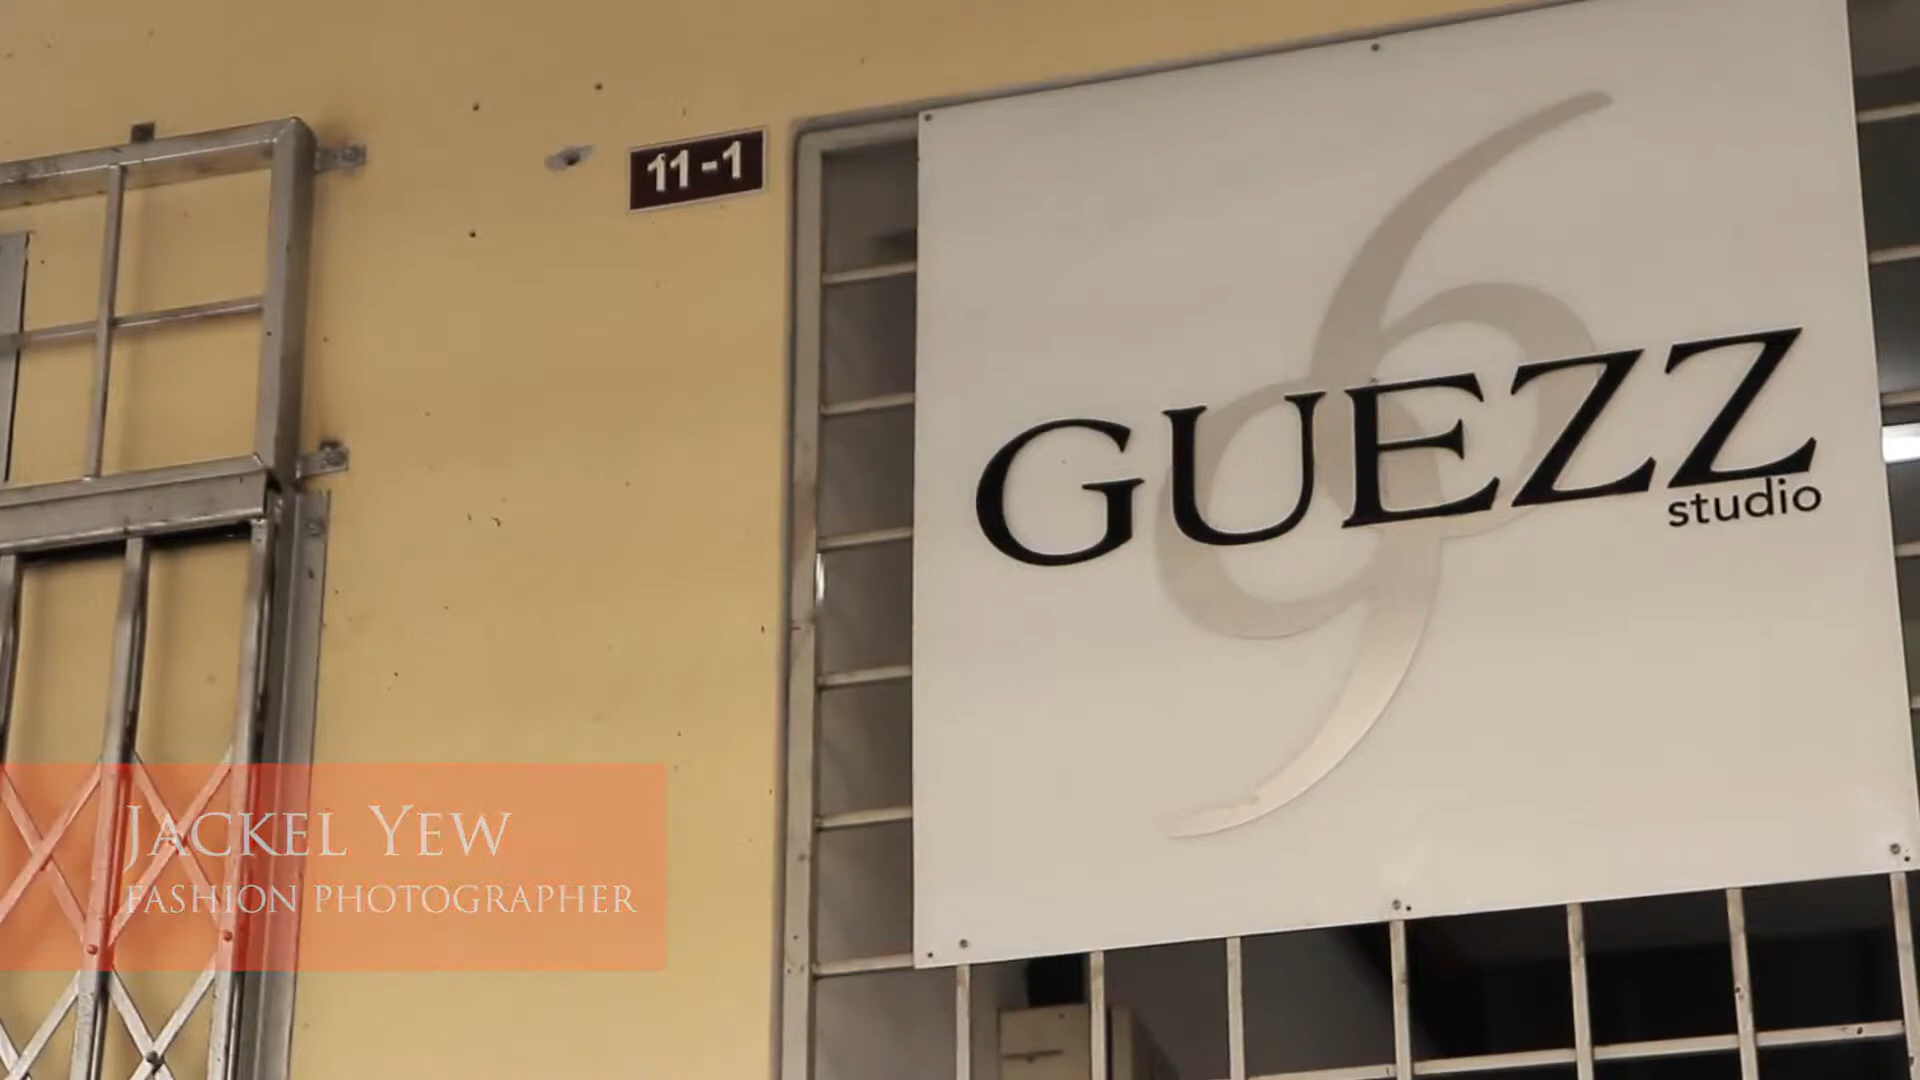 11-1
GUEZZ
studio
JACKEL YEW
FASHION PHOTOGRAPHER